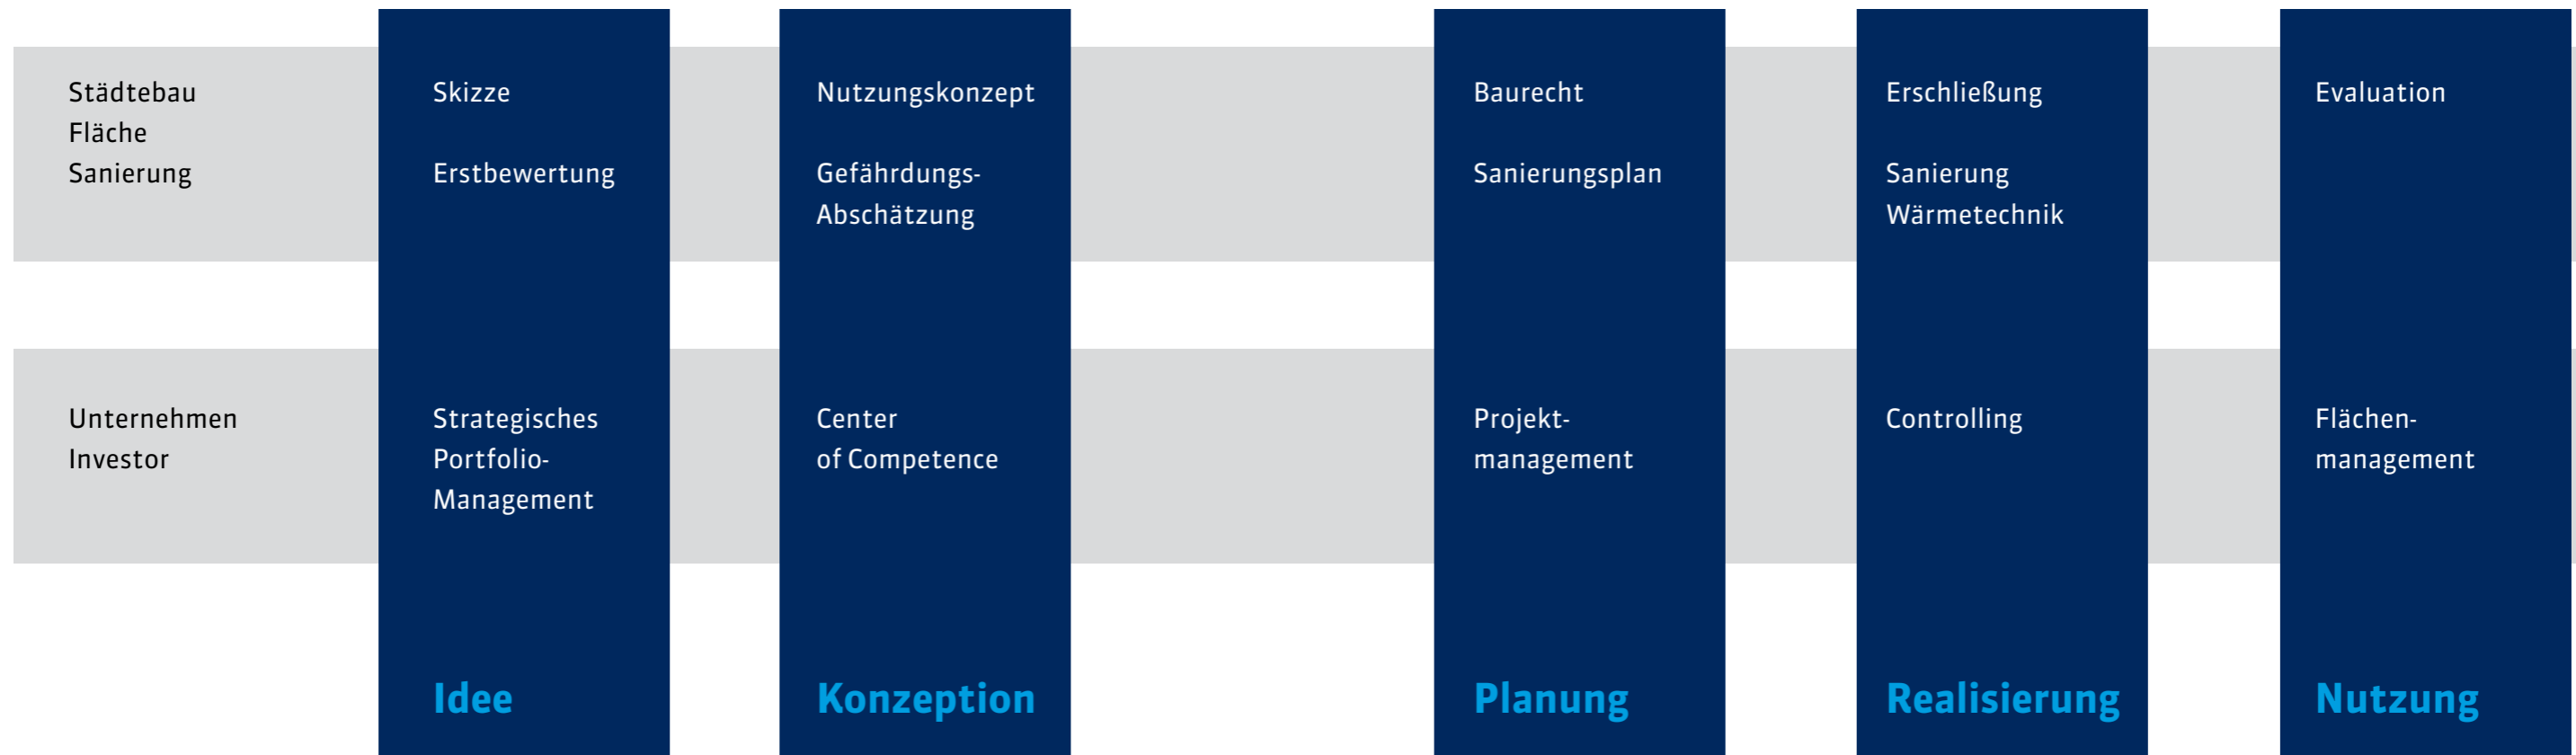 Städtebau
Fläche
Sanierung
Skizze
Erstbewertung
Nutzungskonzept
Gefährdungs-
Abschätzung
Baurecht
Sanierungsplan
Erschließung
Sanierung
Wärmetechnik
Evaluation
Unternehmen
Investor
Strategisches
Portfolio-
Management
Center
of Competence
Projekt-
management
Controlling
Flächen-
management
Idee
Konzeption
Planung
Realisierung
Nutzung